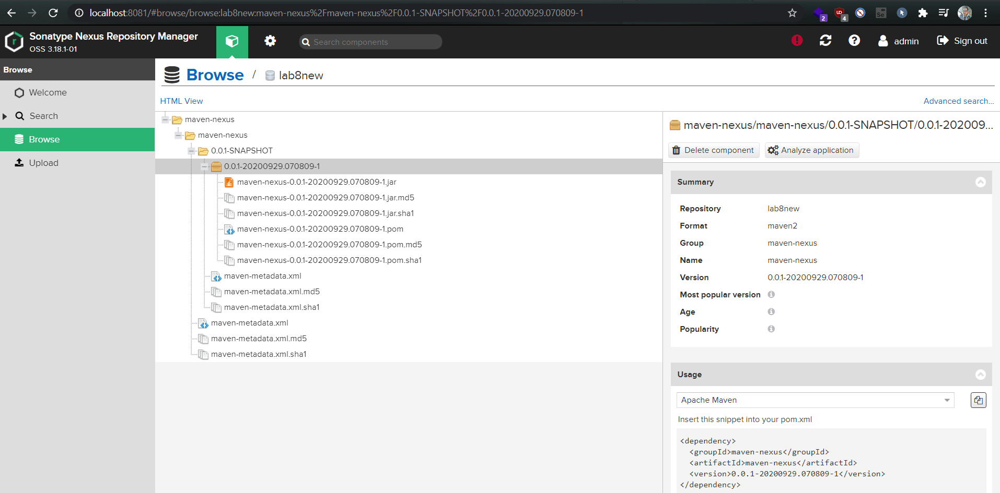 localhost:8081/#browse/browse:lab8new:maven-nexus%2Fmaven-nexus%2F0.0.1-SNAPSHOT%2F0.0.1-20200929.070809-1
2
UD
4
Se
Sonatype Nexus Repository Manager
OSS 3.18.1-01
Search components
admin
Sign out
Browse
Welcome
Search
Browse
Upload
Browse / lab8new
HTML View
Advanced search...
maven-nexus
maven-nexus
0.0.1-SNAPSHOT
0.0.1-20200929.070809-1
maven-nexus-0.0.1-20200929.070809-1.jar
maven-nexus-0.0.1-20200929.070809-1.jar.md5
maven-nexus-0.0.1-20200929.070809-1.jar.sha1
maven-nexus-0.0.1-20200929.070809-1.pom
maven-nexus-0.0.1-20200929.070809-1.pom.md5
maven-nexus-0.0.1-20200929.070809-1.pom.sha1
maven-metadata.xml
maven-metadata.xml.md5
maven-metadata.xml.sha1
maven-metadata.xml
maven-metadata.xml.md5
maven-metadata.xml.sha1
maven-nexus/maven-nexus/0.0.1-SNAPSHOT/0.0.1-202009...
Delete component
Analyze application
Summary
Repository lab8new
Format maven2
Group maven-nexus
Name maven-nexus
Version 0.0.1-20200929.070809-1
Most popular version
Age
Popularity
Usage
Apache Maven
Insert this snippet into your pom.xml
<dependency>
<groupId>maven-nexus</groupId>
<artifactId>maven-nexus</artifactId>
<version>0.0.1-20200929.070809-1</version>
</dependency>